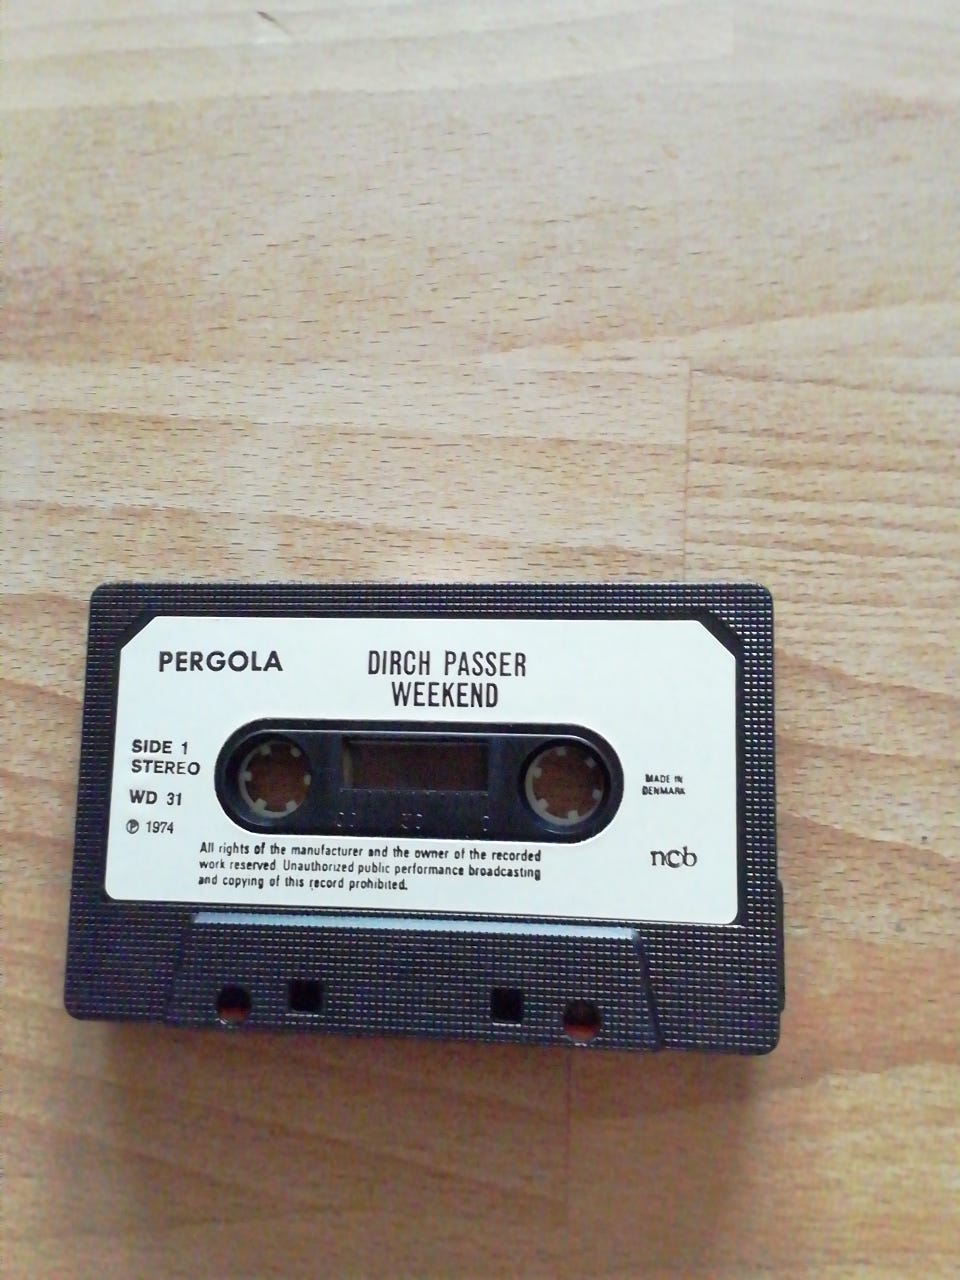 PERGOLA
DIRCH PASSER
WEEKEND
SIDE 1
STEREO
WD 31
Ⓟ 1974
MADE IN
DENMARK
ncb
All rights of the manufacturer and the owner of the recorded
work reserved. Unauthorized public performance broadcasting
and copying of this record prohibited.